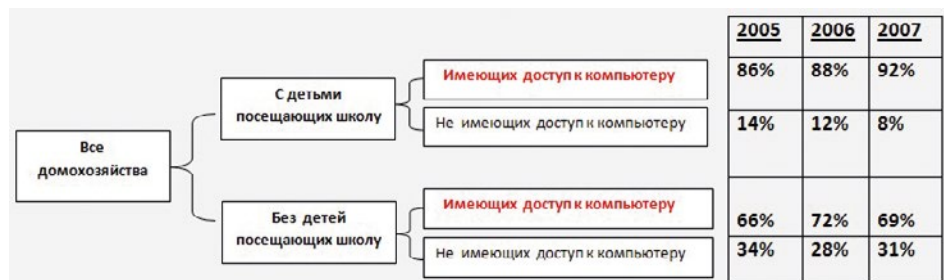 2005 2006 2007
Имеющих доступ к компьютеру 86% 88% 92%
С детьми
посещающих школу
Не имеющих доступ к компьютеру 14% 12% 8%
Все
домохозяйства
Имеющих доступ к компьютеру 66% 72% 69%
Без детей
посещающих школу
Не имеющих доступ к компьютеру 34% 28% 31%